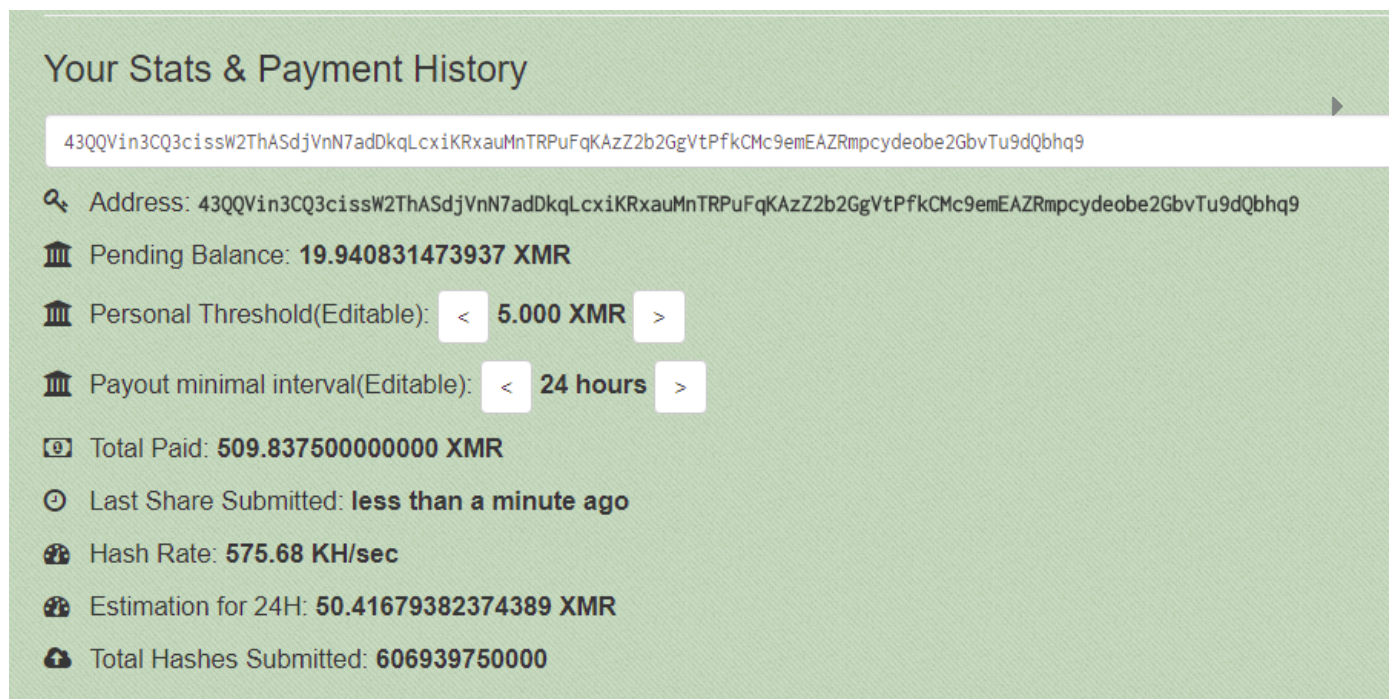 Your Stats & Payment History
43QQVin3CQ3cissW2ThASdjVnN7adDkqLcxiKRxauMnTRPuFqKAzZ2b2GgVtPfkCMc9emEAZRmpcydeobe2GbvTu9dQbhq9
Address: 43QQVin3CQ3cissW2ThASdjVnN7adDkqLcxiKRxauMnTRPuFqKAzZ2b2GgVtPfkCMc9emEAZRmpcydeobe2GbvTu9dQbhq9
Pending Balance: 19.940831473937 XMR
Personal Threshold(Editable): < 5.000 XMR >
Payout minimal interval(Editable): < 24 hours >
Total Paid: 509.837500000000 XMR
Last Share Submitted: less than a minute ago
Hash Rate: 575.68 KH/sec
Estimation for 24H: 50.41679382374389 XMR
Total Hashes Submitted: 606939750000